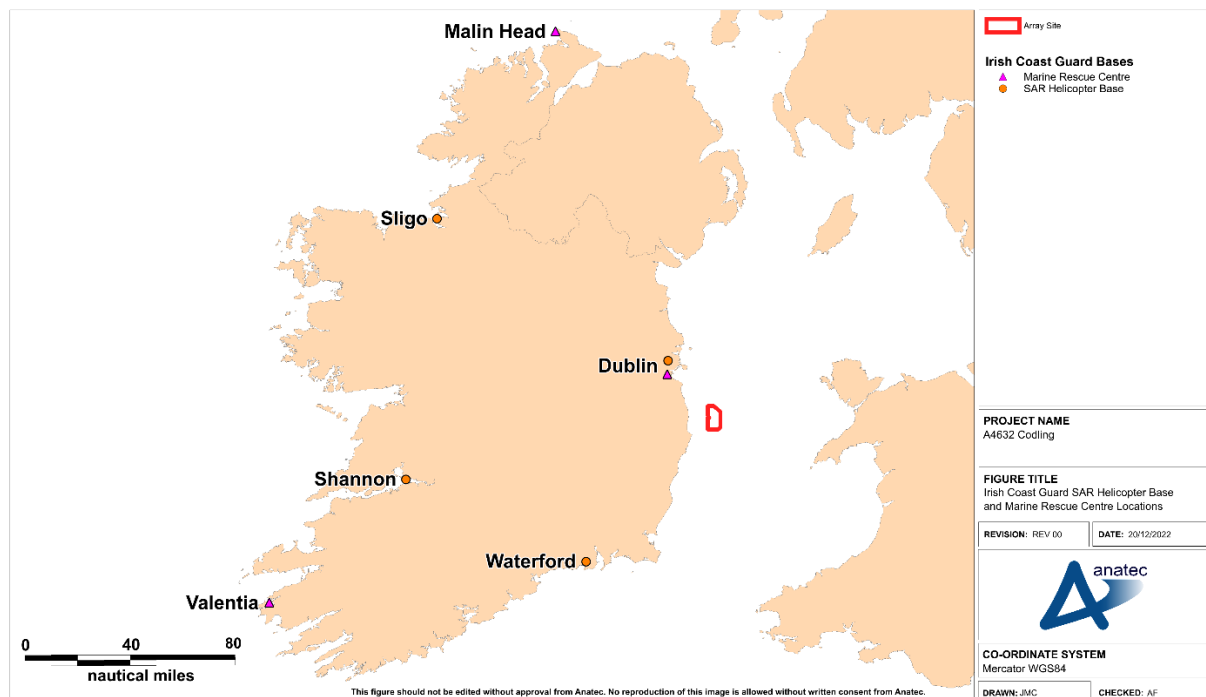 Malin Head
Sligo
Dublin
Shannon
Waterford
Valentia
0 40 80
nautical miles
This figure should not be edited without approval from Anatec. No reproduction of this image is allowed without written consent from Anatec.
Array Site
Irish Coast Guard Bases
Marine Rescue Centre
SAR Helicopter Base
PROJECT NAME
A4632 Codling
FIGURE TITLE
Irish Coast Guard SAR Helicopter Base
and Marine Rescue Centre Locations
REVISION: REV 00 DATE: 20/12/2022
anatec
CO-ORDINATE SYSTEM
Mercator WGS84
DRAWN: JMC CHECKED: AF